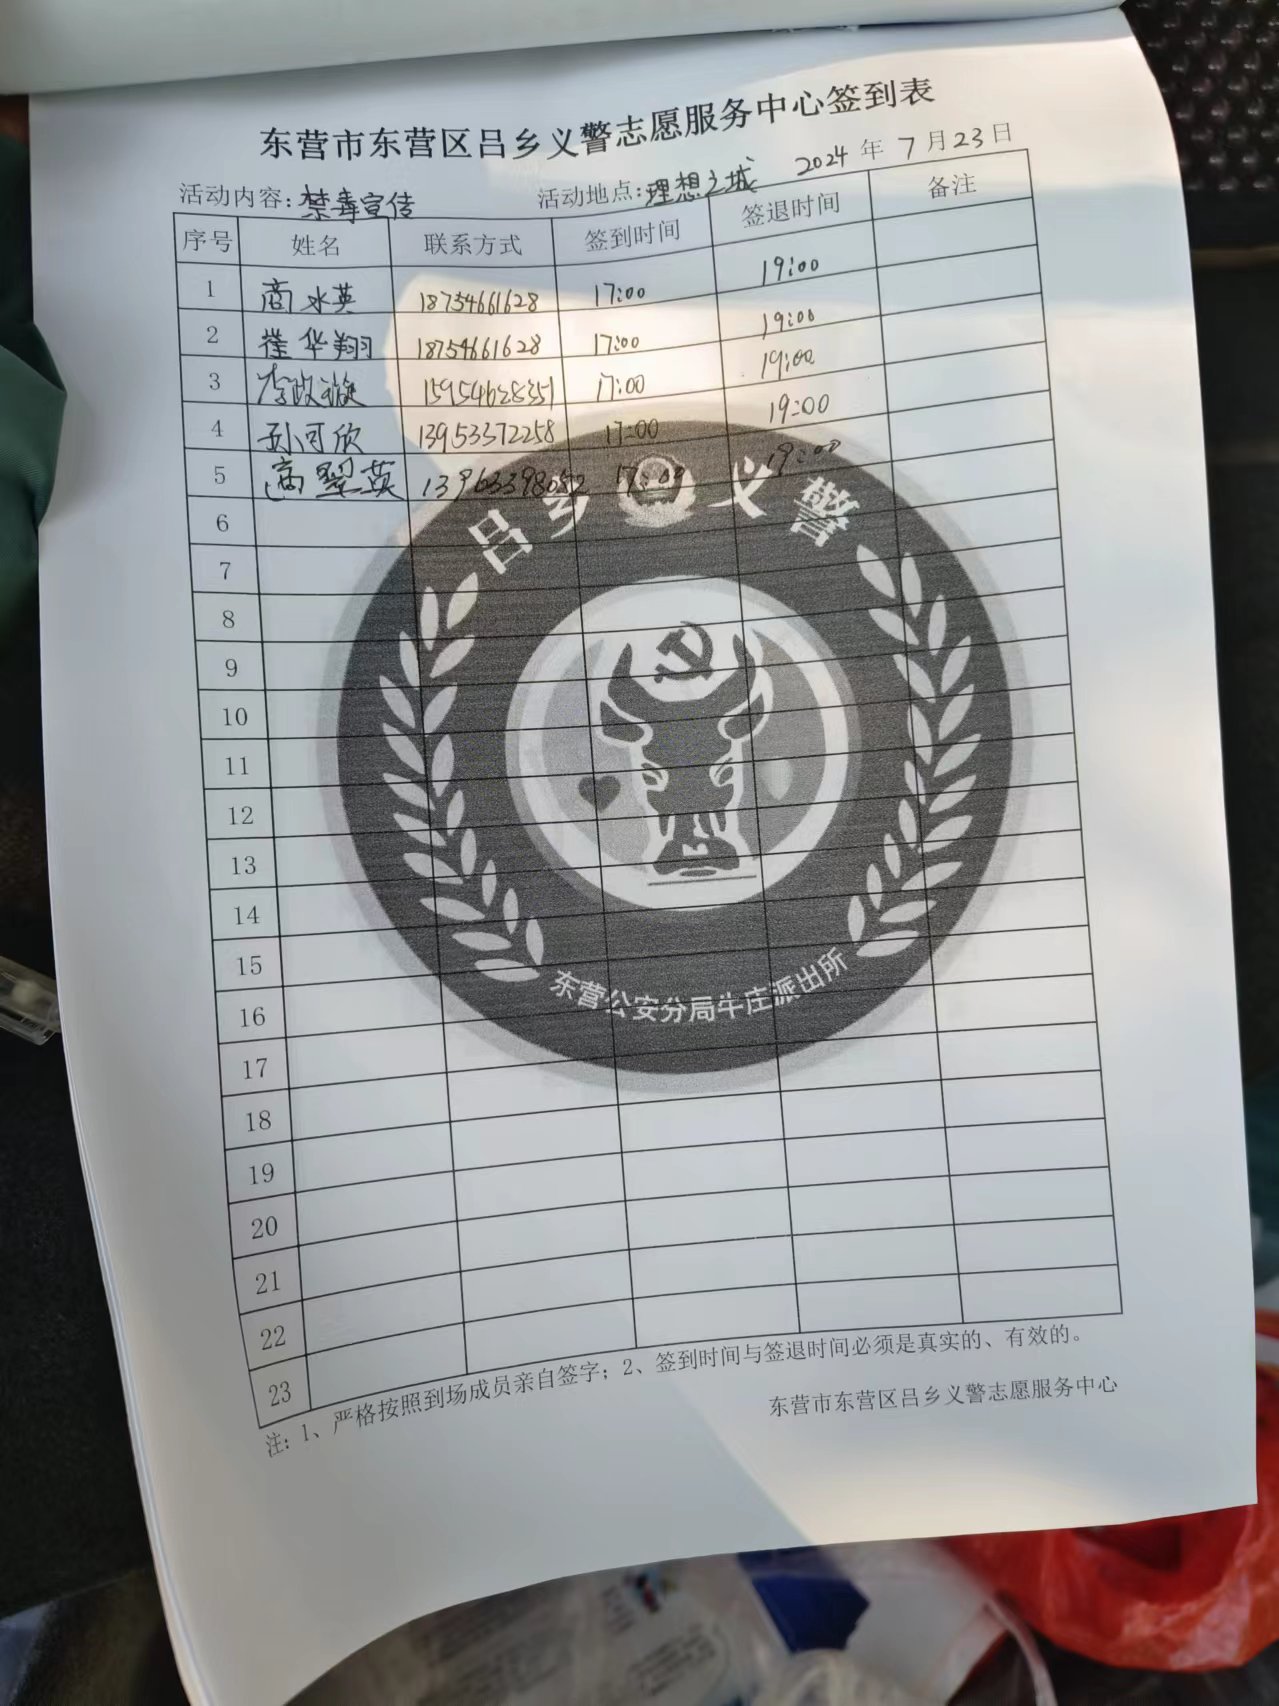 东营市东营区吕乡义警志愿服务中心签到表
活动内容：禁毒宣传 活动地点：理想之城 2024 年 7 月 23 日
序号 姓名 联系方式 签到时间 签退时间 备注
1 商水英 18754661628 17:00 19:00
2 华翔 18754661628 17:00 19:00
3 李政璇 15954628351 17:00 19:00
4 孙可欣 13953372258 17:00 19:00
5 商翠英 13963398052 17:00 19:00
6
7
8
9
10
11
12
13
14
15
16
17
18
19
20
21
22
23
吕乡义警
东营公安分局牛庄派出所
注：1、严格按照到场成员亲自签字；2、签到时间与签退时间必须是真实的、有效的。
东营市东营区吕乡义警志愿服务中心